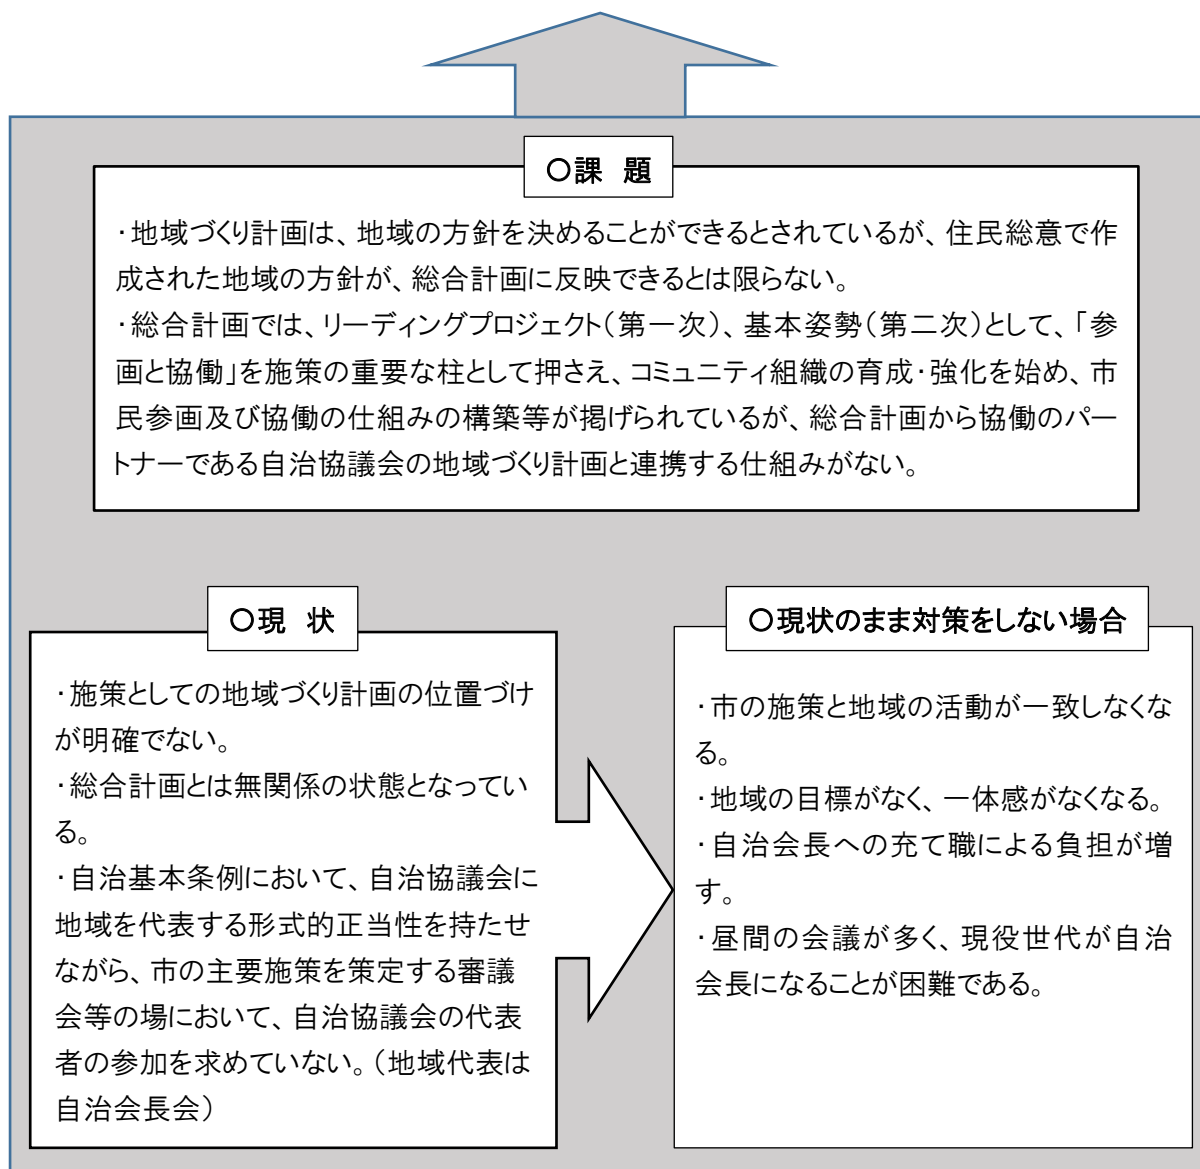 〇課 題
・地域づくり計画は、地域の方針を決めることができるとされているが、住民総意で作
成された地域の方針が、総合計画に反映できるとは限らない。
・総合計画では、リーディングプロジェクト(第一次)、基本姿勢(第二次)として、「参
画と協働」を施策の重要な柱として押さえ、コミュニティ組織の育成・強化を始め、市
民参画及び協働の仕組みの構築等が掲げられているが、総合計画から協働のパー
トナーである自治協議会の地域づくり計画と連携する仕組みがない。
〇現 状
・施策としての地域づくり計画の位置づけ
が明確でない。
・総合計画とは無関係の状態となってい
る。
・自治基本条例において、自治協議会に
地域を代表する形式的正当性を持たせ
ながら、市の主要施策を策定する審議
会等の場において、自治協議会の代表
者の参加を求めていない。(地域代表は
自治会長会)
〇現状のまま対策をしない場合
・市の施策と地域の活動が一致しなくな
る。
・地域の目標がなく、一体感がなくなる。
・自治会長への充て職による負担が増
す。
・昼間の会議が多く、現役世代が自治
会長になることが困難である。